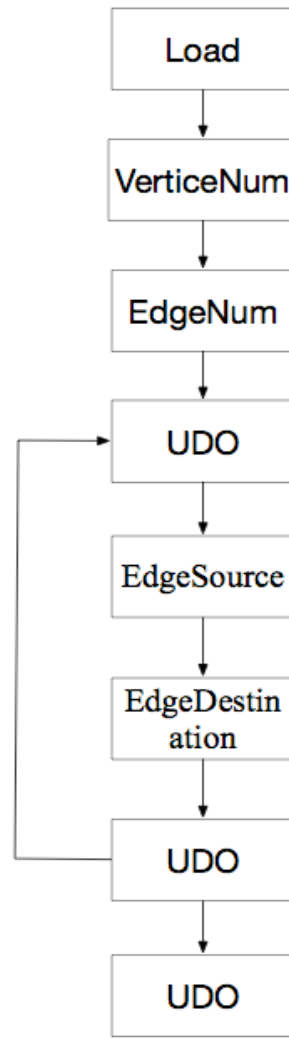 Load
VerticeNum
EdgeNum
UDO
EdgeSource
EdgeDestin
ation
UDO
UDO